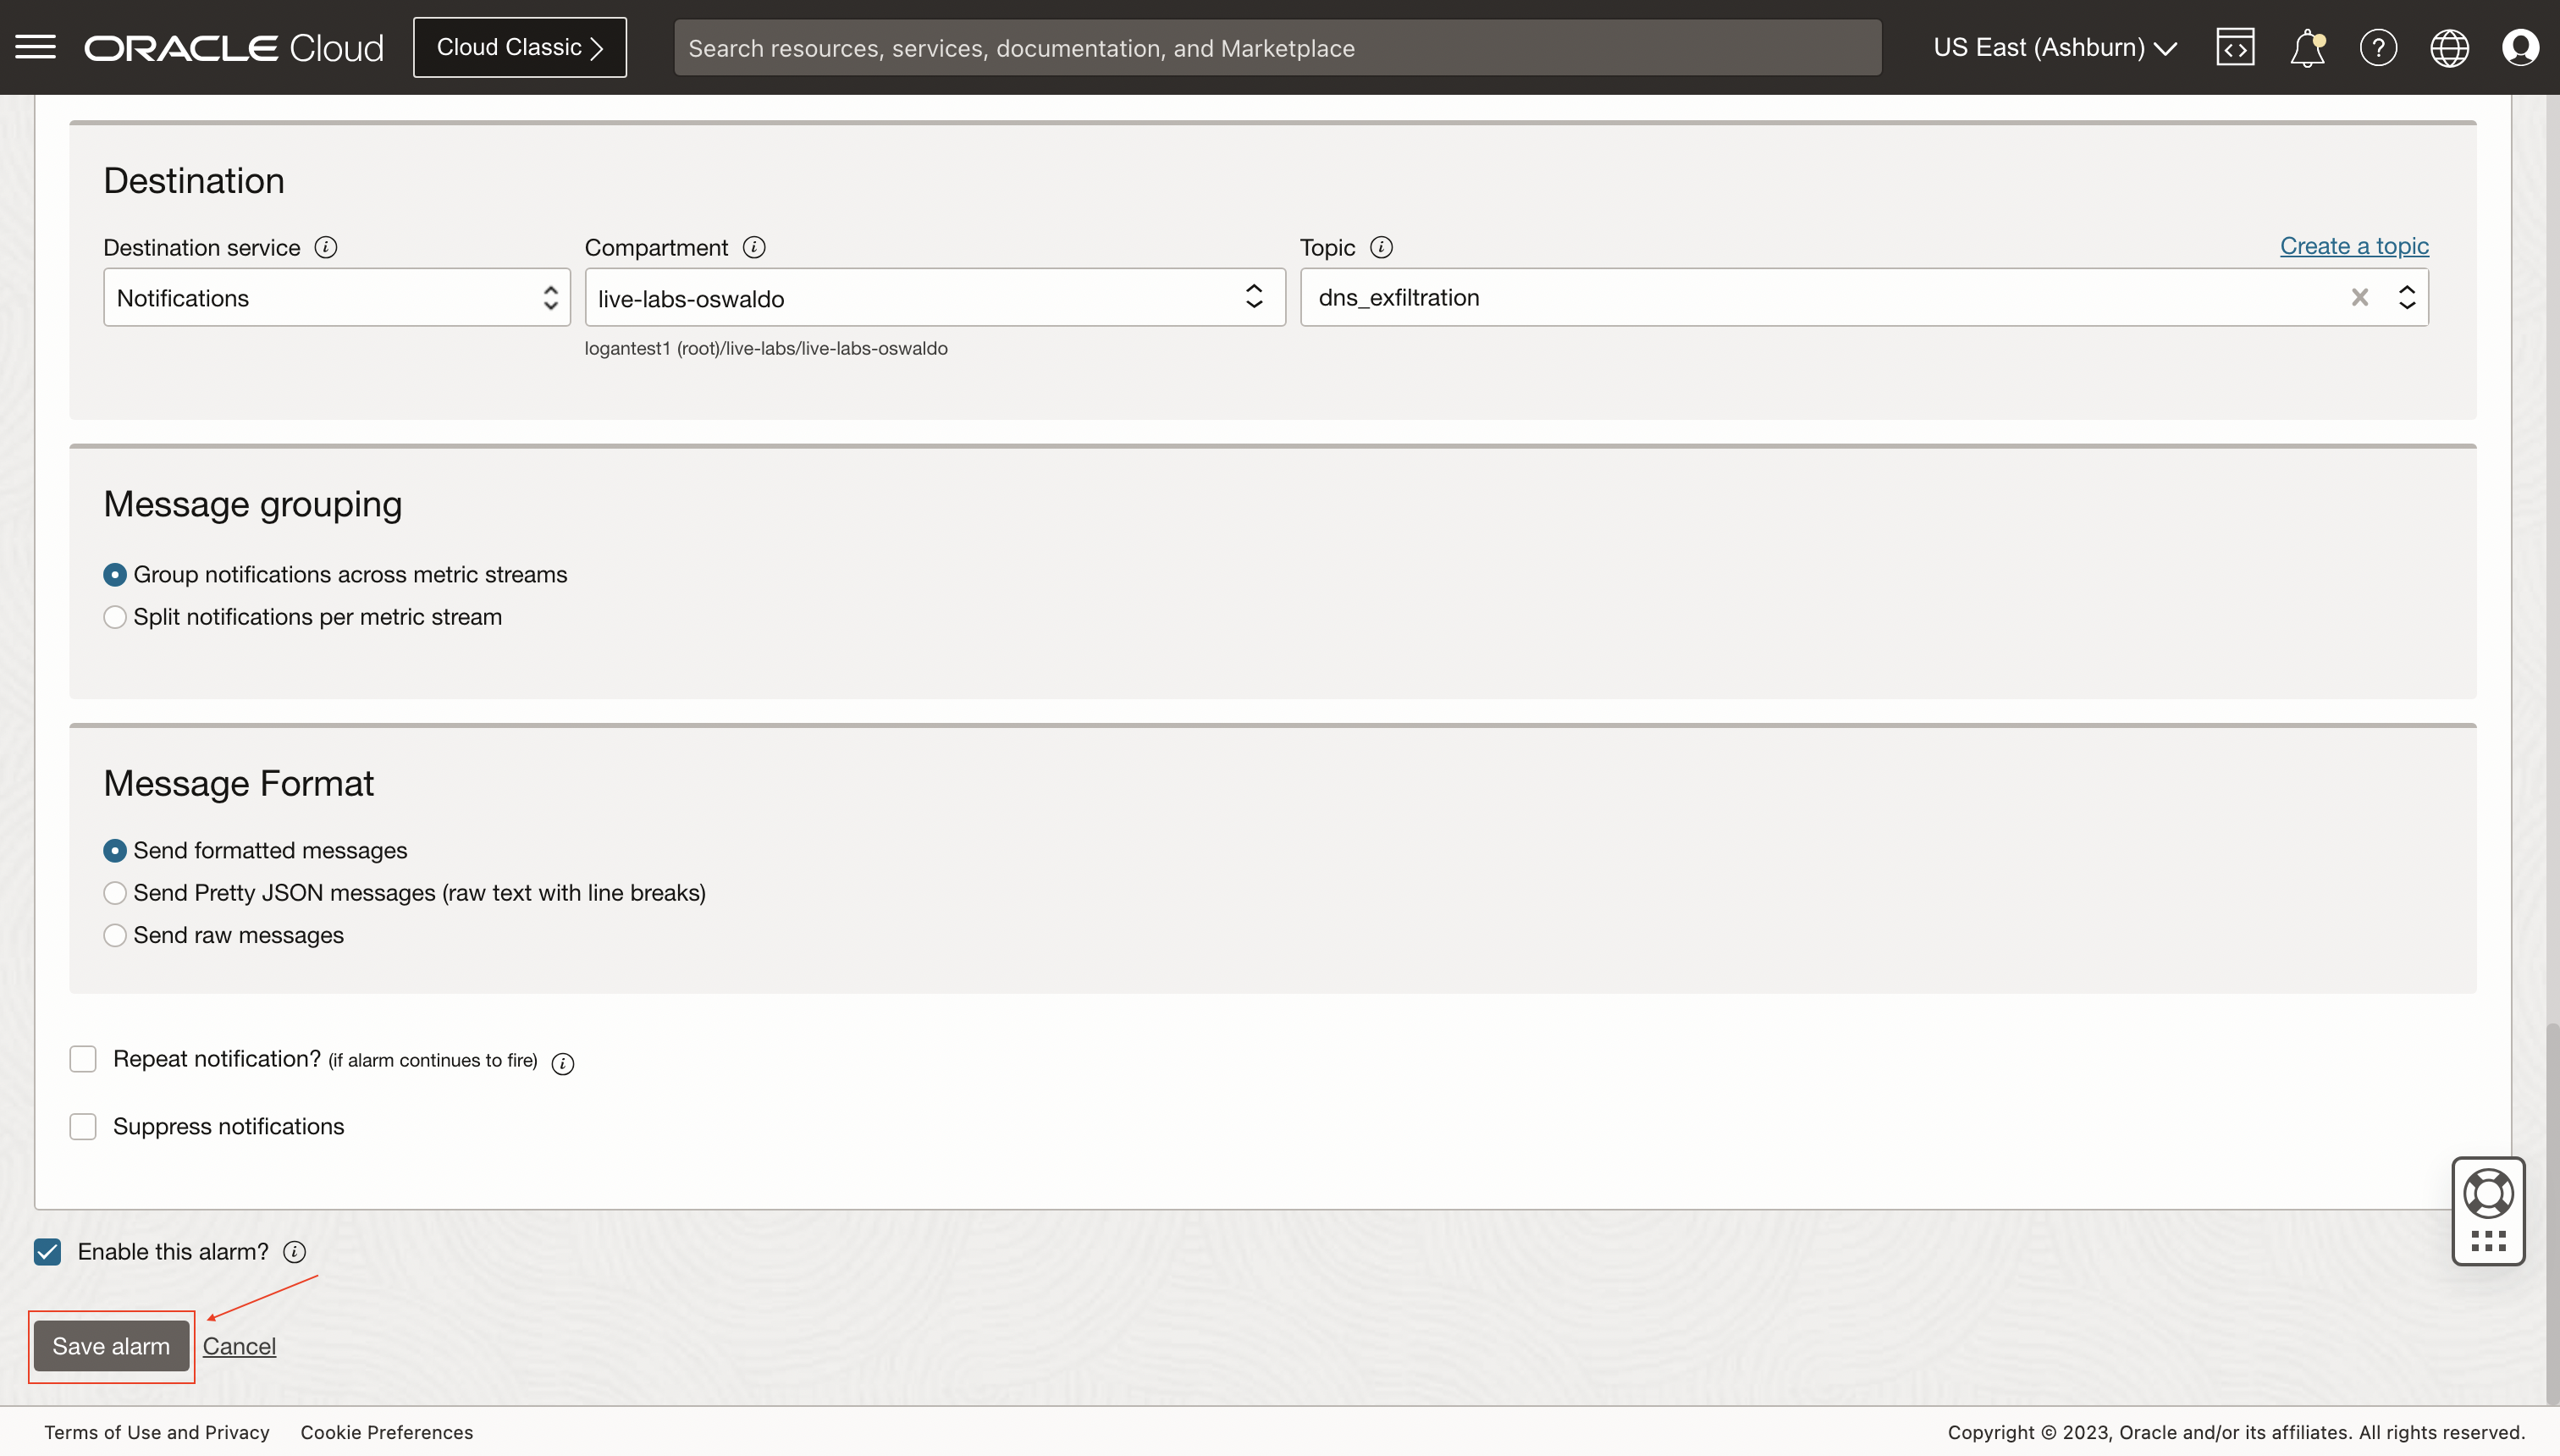 ORACLE Cloud
Cloud Classic
Search resources, services, documentation, and Marketplace
US East (Ashburn)
Destination
Destination service
Compartment
Topic
Create a topic
Notifications
live-labs-oswaldo
dns_exfiltration
logantest1 (root)/live-labs/live-labs-oswaldo
Message grouping
Group notifications across metric streams
Split notifications per metric stream
Message Format
Send formatted messages
Send Pretty JSON messages (raw text with line breaks)
Send raw messages
Repeat notification? (if alarm continues to fire)
Suppress notifications
Enable this alarm?
Save alarm
Cancel
Terms of Use and Privacy
Cookie Preferences
Copyright © 2023, Oracle and/or its affiliates. All rights reserved.